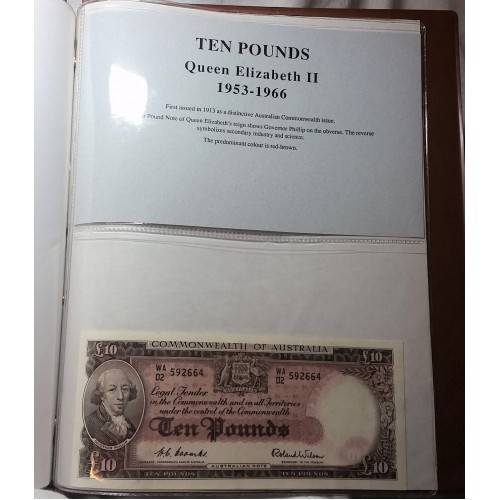 TEN POUNDS
Queen Elizabeth II
1953-1966
First issued in 1913 as a distinctive Australian Commonwealth issue.
Pound Note of Queen Elizabeth's reign shows Governor Phillip on the obverse. The reverse
symbolizes secondary industry and science.
The predominant colour is red-brown.
COMMONWEALTH OF AUSTRALIA
£10
£10
WA
02 592664
WA
02 592664
Legal Tender
in the Commonwealth and in all Territories
under the control of the Commonwealth
Ten Pounds
H.C. Coombs
Roland Wilson
£10
£10
TEN POUNDS
AUSTRALIAN NOTE
TEN POUNDS